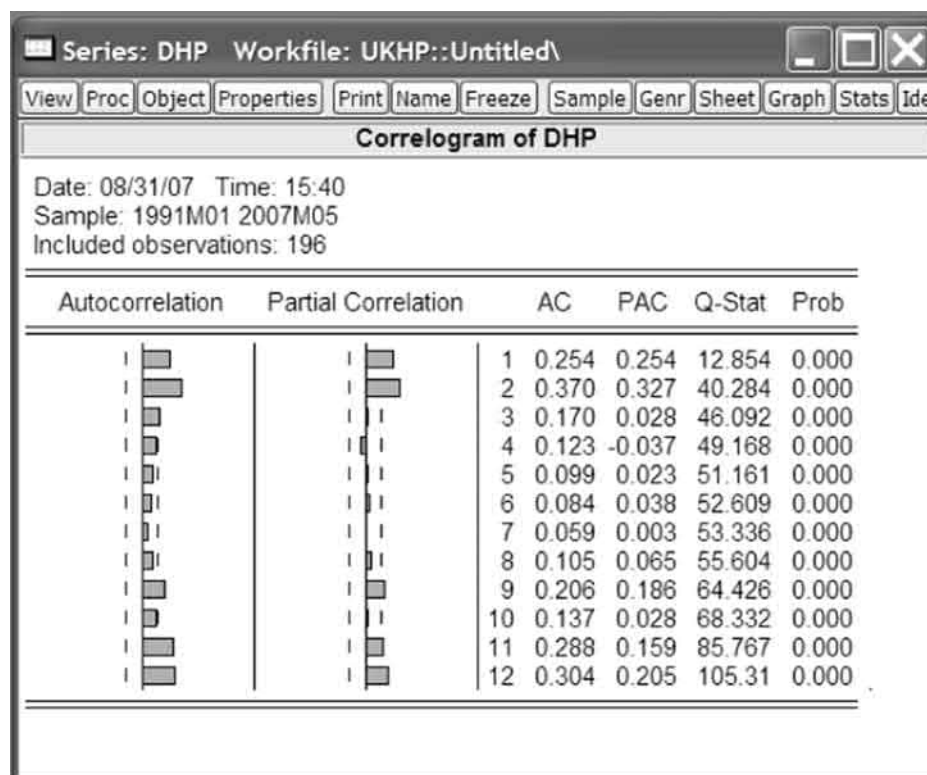 Series: DHP Workfile: UKHP::Untitled\
View Proc Object Properties Print Name Freeze Sample Genr Sheet Graph Stats Ide
Correlogram of DHP
Date: 08/31/07 Time: 15:40
Sample: 1991M01 2007M05
Included observations: 196
Autocorrelation Partial Correlation AC PAC Q-Stat Prob
1 0.254 0.254 12.854 0.000
2 0.370 0.327 40.284 0.000
3 0.170 0.028 46.092 0.000
4 0.123 -0.037 49.168 0.000
5 0.099 0.023 51.161 0.000
6 0.084 0.038 52.609 0.000
7 0.059 0.003 53.336 0.000
8 0.105 0.065 55.604 0.000
9 0.206 0.186 64.426 0.000
10 0.137 0.028 68.332 0.000
11 0.288 0.159 85.767 0.000
12 0.304 0.205 105.31 0.000